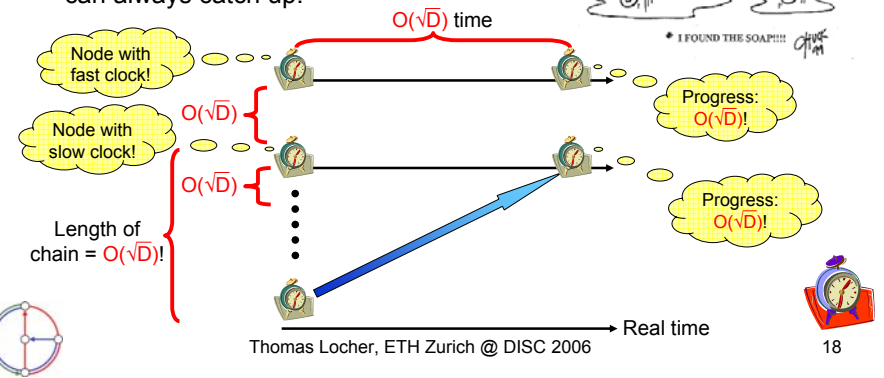 can always catch up!
O(√D) time
* I FOUND THE SOAP!!!!
Node with
fast clock!
O(√D)
Progress:
O(√D)!
Node with
slow clock!
O(√D)
Progress:
O(√D)!
Length of
chain = O(√D)!
Real time
Thomas Locher, ETH Zurich @ DISC 2006
18